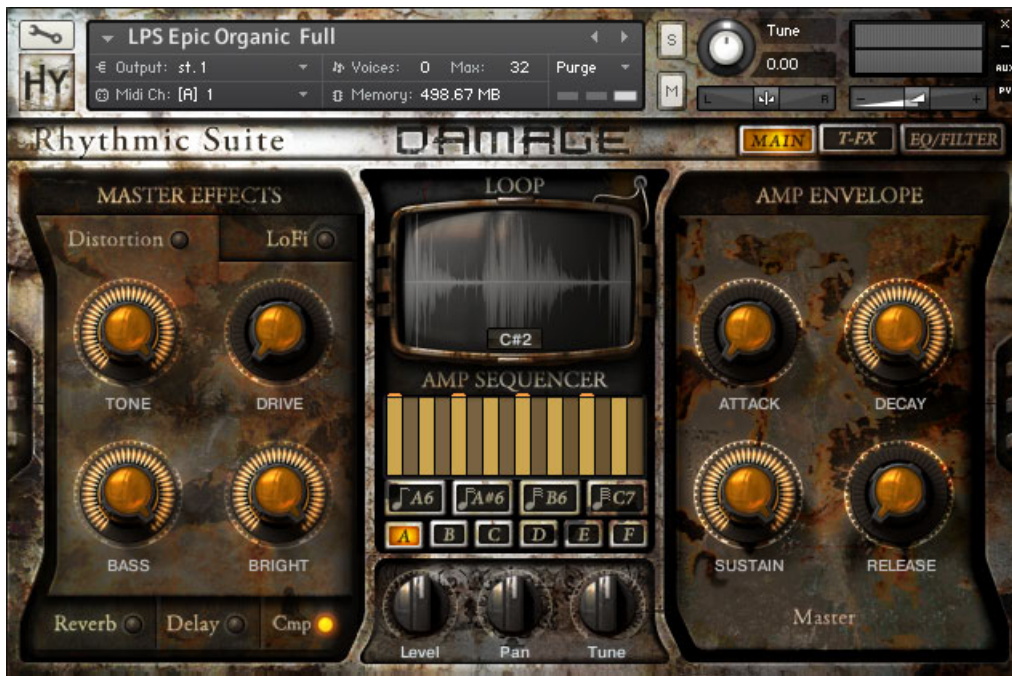 LPS Epic Organic Full
S
Tune
0.00
Output: st.1
Voices: 0 Max: 32
Purge
HY
Midi Ch: [A] 1
Memory: 498.67 MB
M
L R
- +
×
–
AUX
PV
Rhythmic Suite
DAMAGE
MAIN
T-FX
EQ/FILTER
MASTER EFFECTS
Distortion
LoFi
TONE
DRIVE
BASS
BRIGHT
Reverb
Delay
Cmp
LOOP
C#2
AMP SEQUENCER
A6
A#6
B6
C7
A B C D E F
Level
Pan
Tune
AMP ENVELOPE
ATTACK
DECAY
SUSTAIN
RELEASE
Master